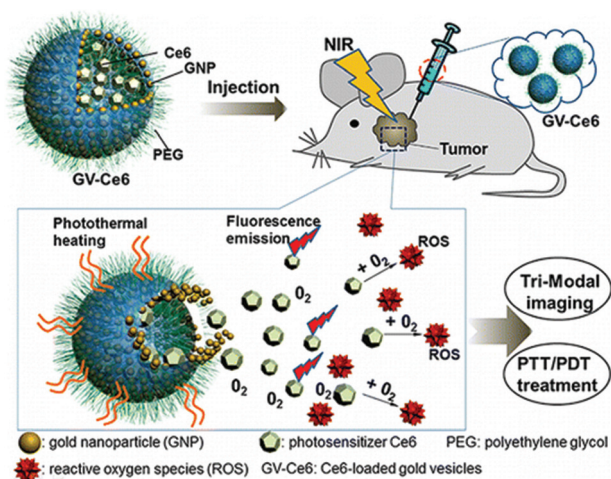 Ce6
GNP
PEG
GV-Ce6
Injection
NIR
Tumor
GV-Ce6
Photothermal
heating
Fluorescence
emission
O₂
O₂
O₂
O₂
O₂
O₂
+ O₂
ROS
+ O₂
ROS
+ O₂
Tri-Modal
imaging
PTT/PDT
treatment
: gold nanoparticle (GNP)
: photosensitizer Ce6
PEG: polyethylene glycol
: reactive oxygen species (ROS)
GV-Ce6: Ce6-loaded gold vesicles